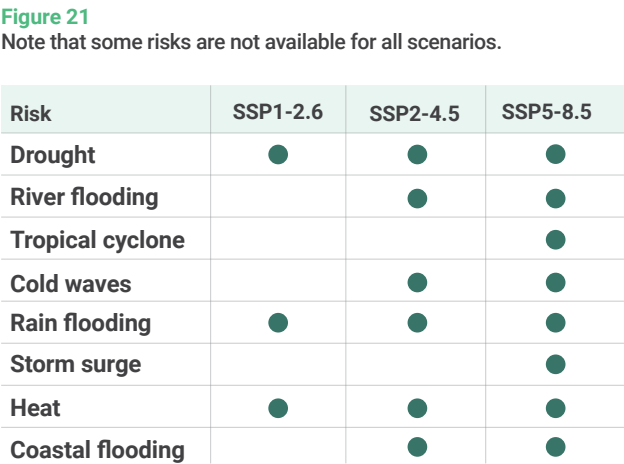 Figure 21
Note that some risks are not available for all scenarios.
Risk SSP1-2.6 SSP2-4.5 SSP5-8.5
Drought ● ● ●
River flooding ● ●
Tropical cyclone ●
Cold waves ● ●
Rain flooding ● ● ●
Storm surge ●
Heat ● ● ●
Coastal flooding ● ●